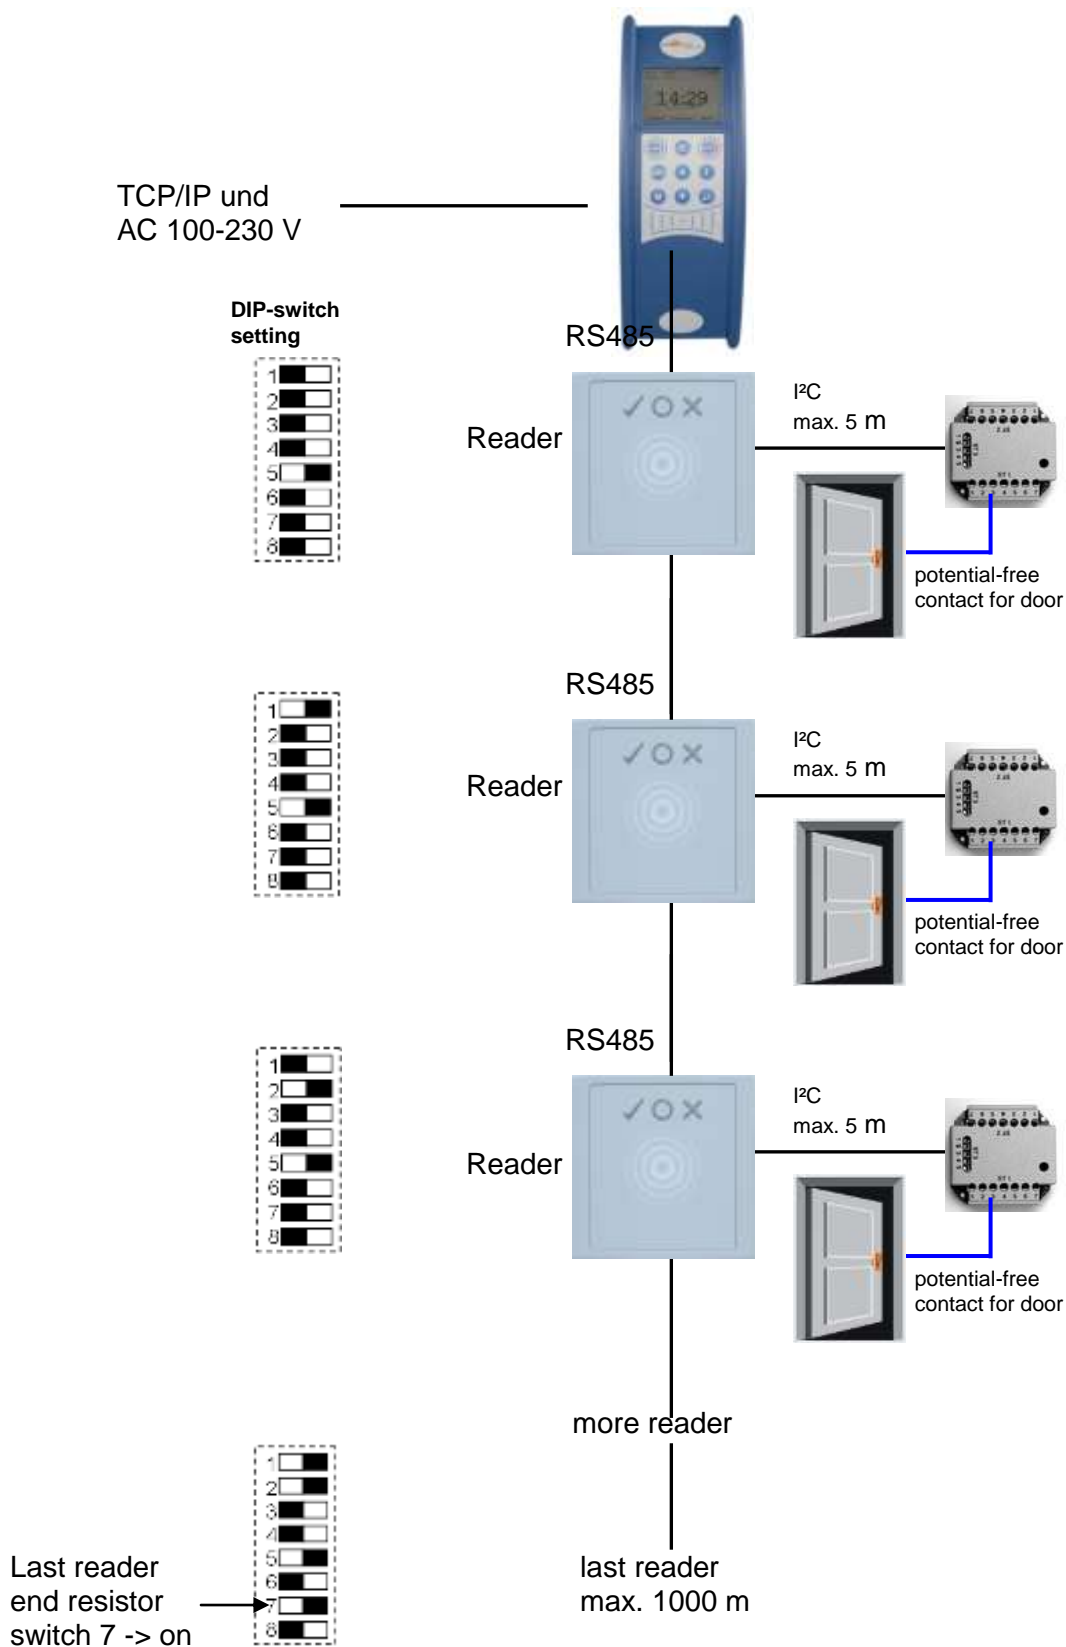 14:29
TCP/IP und
AC 100-230 V
DIP-switch
setting
RS485
1
2
3
4
5
6
7
8
Reader
I²C
max. 5 m
potential-free
contact for door
RS485
1
2
3
4
5
6
7
8
Reader
I²C
max. 5 m
potential-free
contact for door
RS485
1
2
3
4
5
6
7
8
Reader
I²C
max. 5 m
potential-free
contact for door
more reader
1
2
3
4
5
6
7
8
Last reader
end resistor
switch 7 -> on
last reader
max. 1000 m